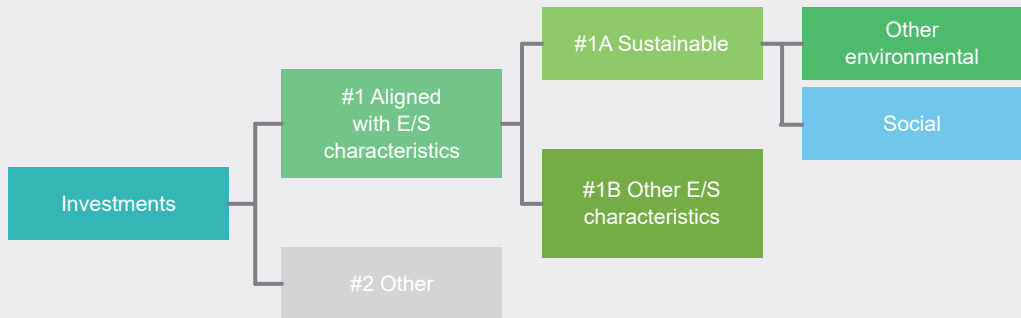 Investments
#1 Aligned
with E/S
characteristics
#2 Other
#1A Sustainable
#1B Other E/S
characteristics
Other
environmental
Social